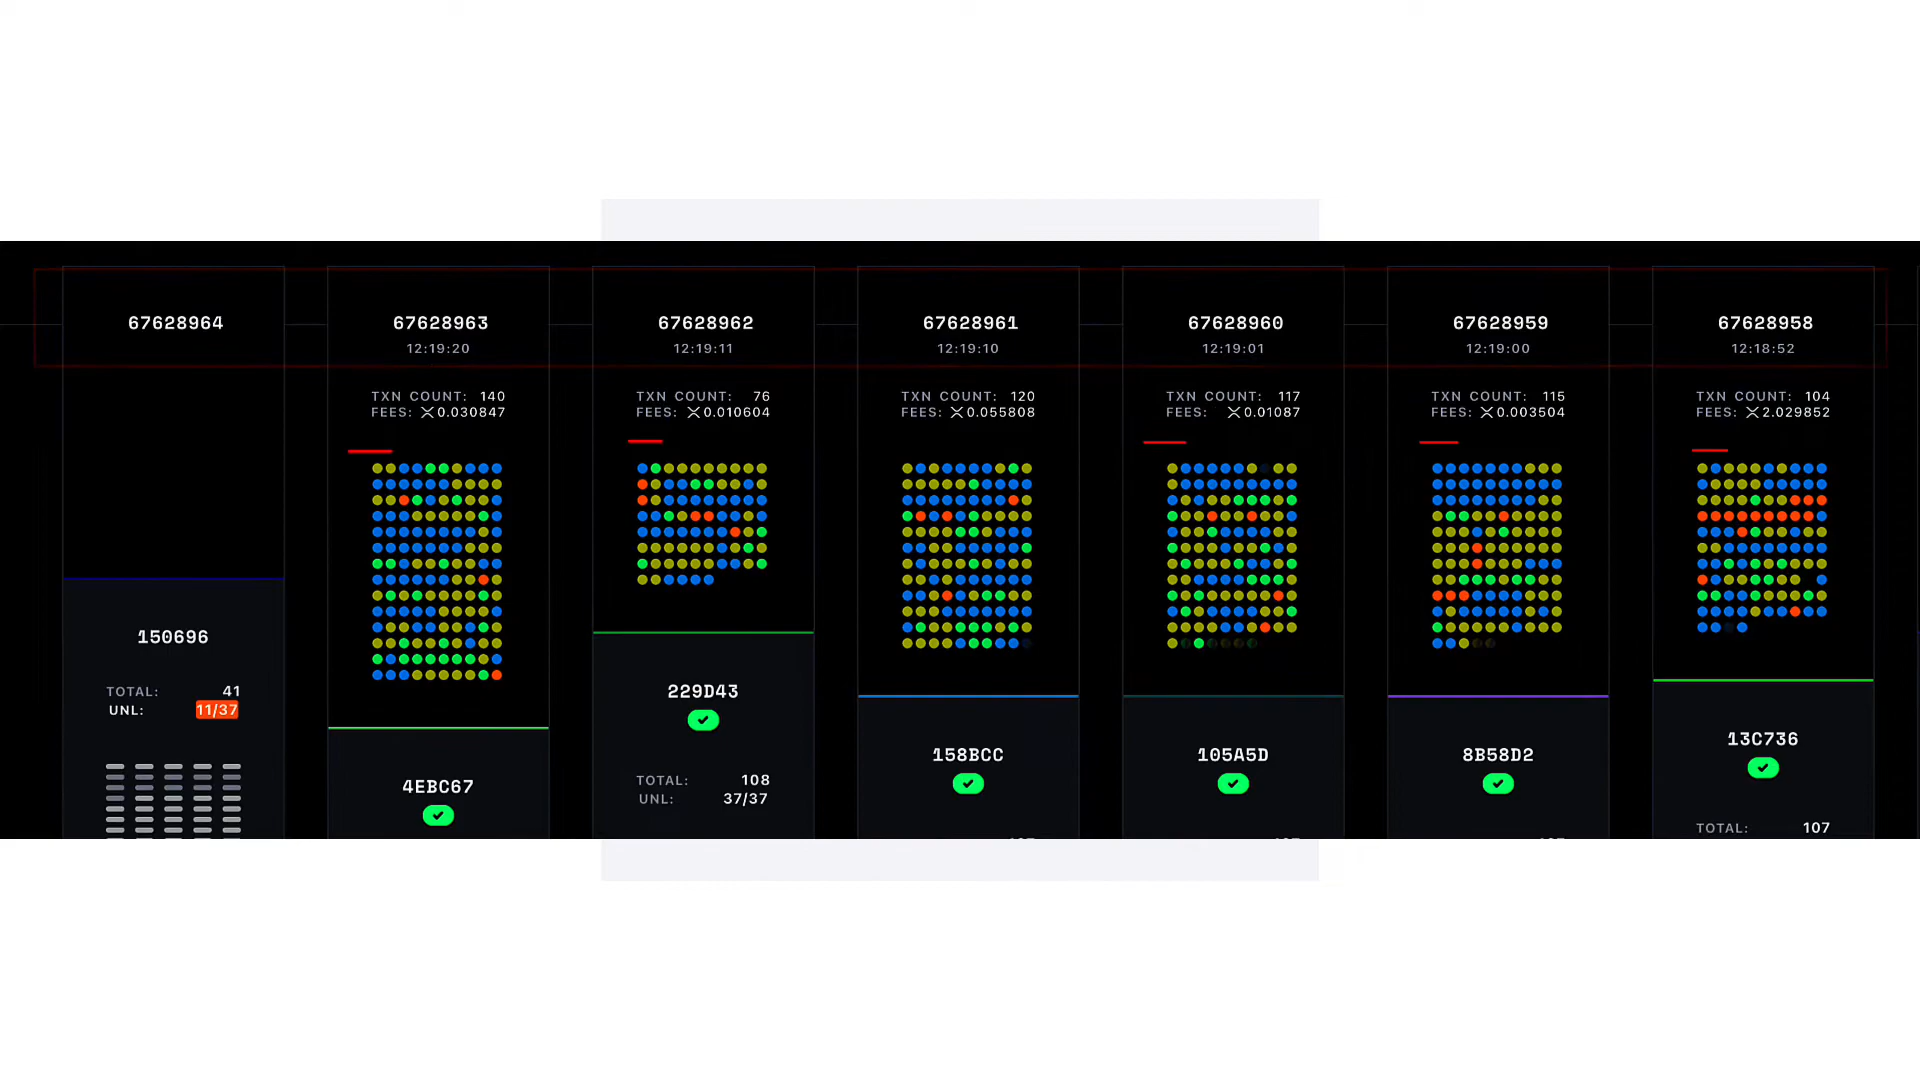 67628964
150696
TOTAL: 41
UNL: 11/37
67628963
12:19:20
TXN COUNT: 140
FEES: 0.030847
4EBC67
67628962
12:19:11
TXN COUNT: 76
FEES: 0.010604
229D43
TOTAL: 108
UNL: 37/37
67628961
12:19:10
TXN COUNT: 120
FEES: 0.055808
158BCC
67628960
12:19:01
TXN COUNT: 117
FEES: 0.01087
105A5D
67628959
12:19:00
TXN COUNT: 115
FEES: 0.003504
8B58D2
67628958
12:18:52
TXN COUNT: 104
FEES: 2.029852
13C736
TOTAL: 107